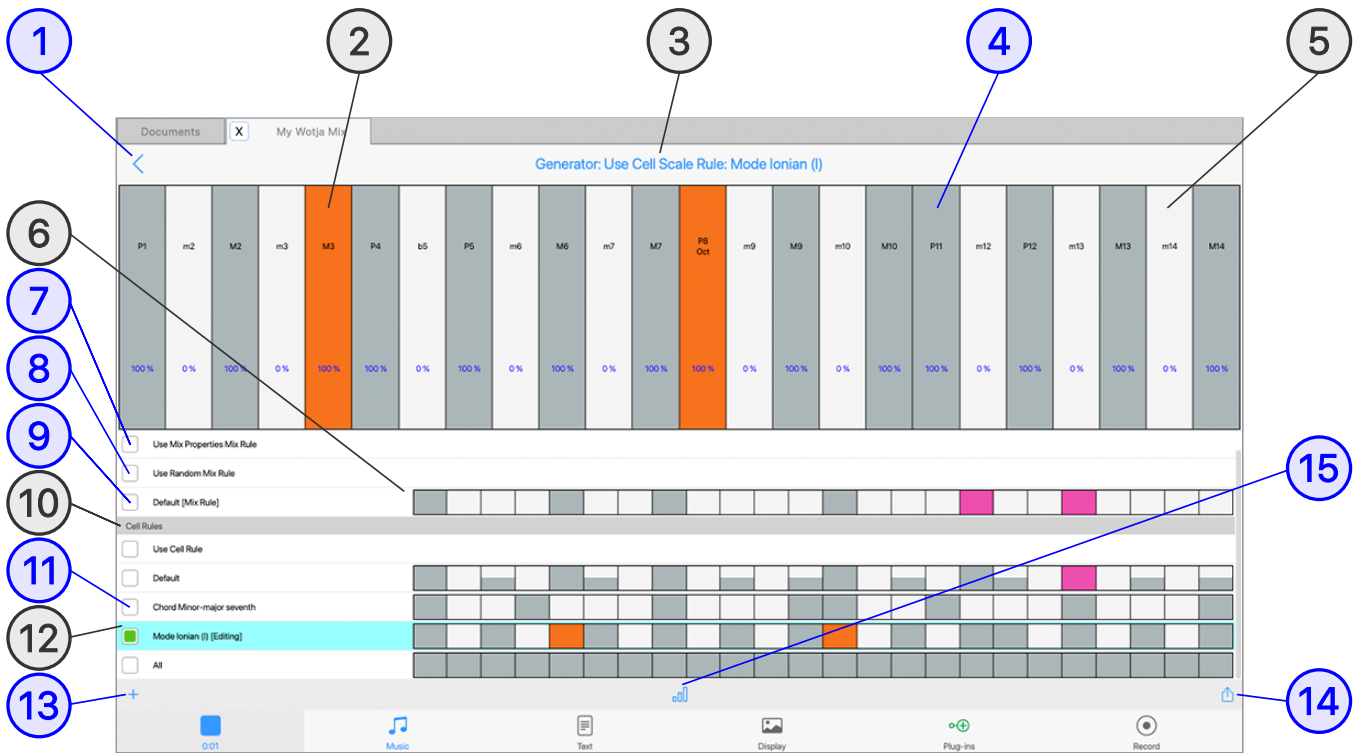 1
2
3
4
5
Documents
X
My Wotja Mix
Generator: Use Cell Scale Rule: Mode Ionian (I)
P1 m2 M2 m3 M3 P4 b5 P5 m6 M6 m7 M7 P8 m9 M9 m10 M10 P11 m12 P12 m13 M13 m14 M14
Oct
100 % 0 % 100 % 0 % 100 % 100 % 0 % 100 % 0 % 100 % 0 % 100 % 100 % 0 % 100 % 0 % 100 % 100 % 0 % 100 % 0 % 100 % 0 % 100 %
6
7
8
9
10
11
12
13
15
14
Use Mix Properties Mix Rule
Use Random Mix Rule
Default [Mix Rule]
Cell Rules
Use Cell Rule
Default
Chord Minor-major seventh
Mode Ionian (I) [Editing]
All
+
0:01
Music
Text
Display
Plug-ins
Record